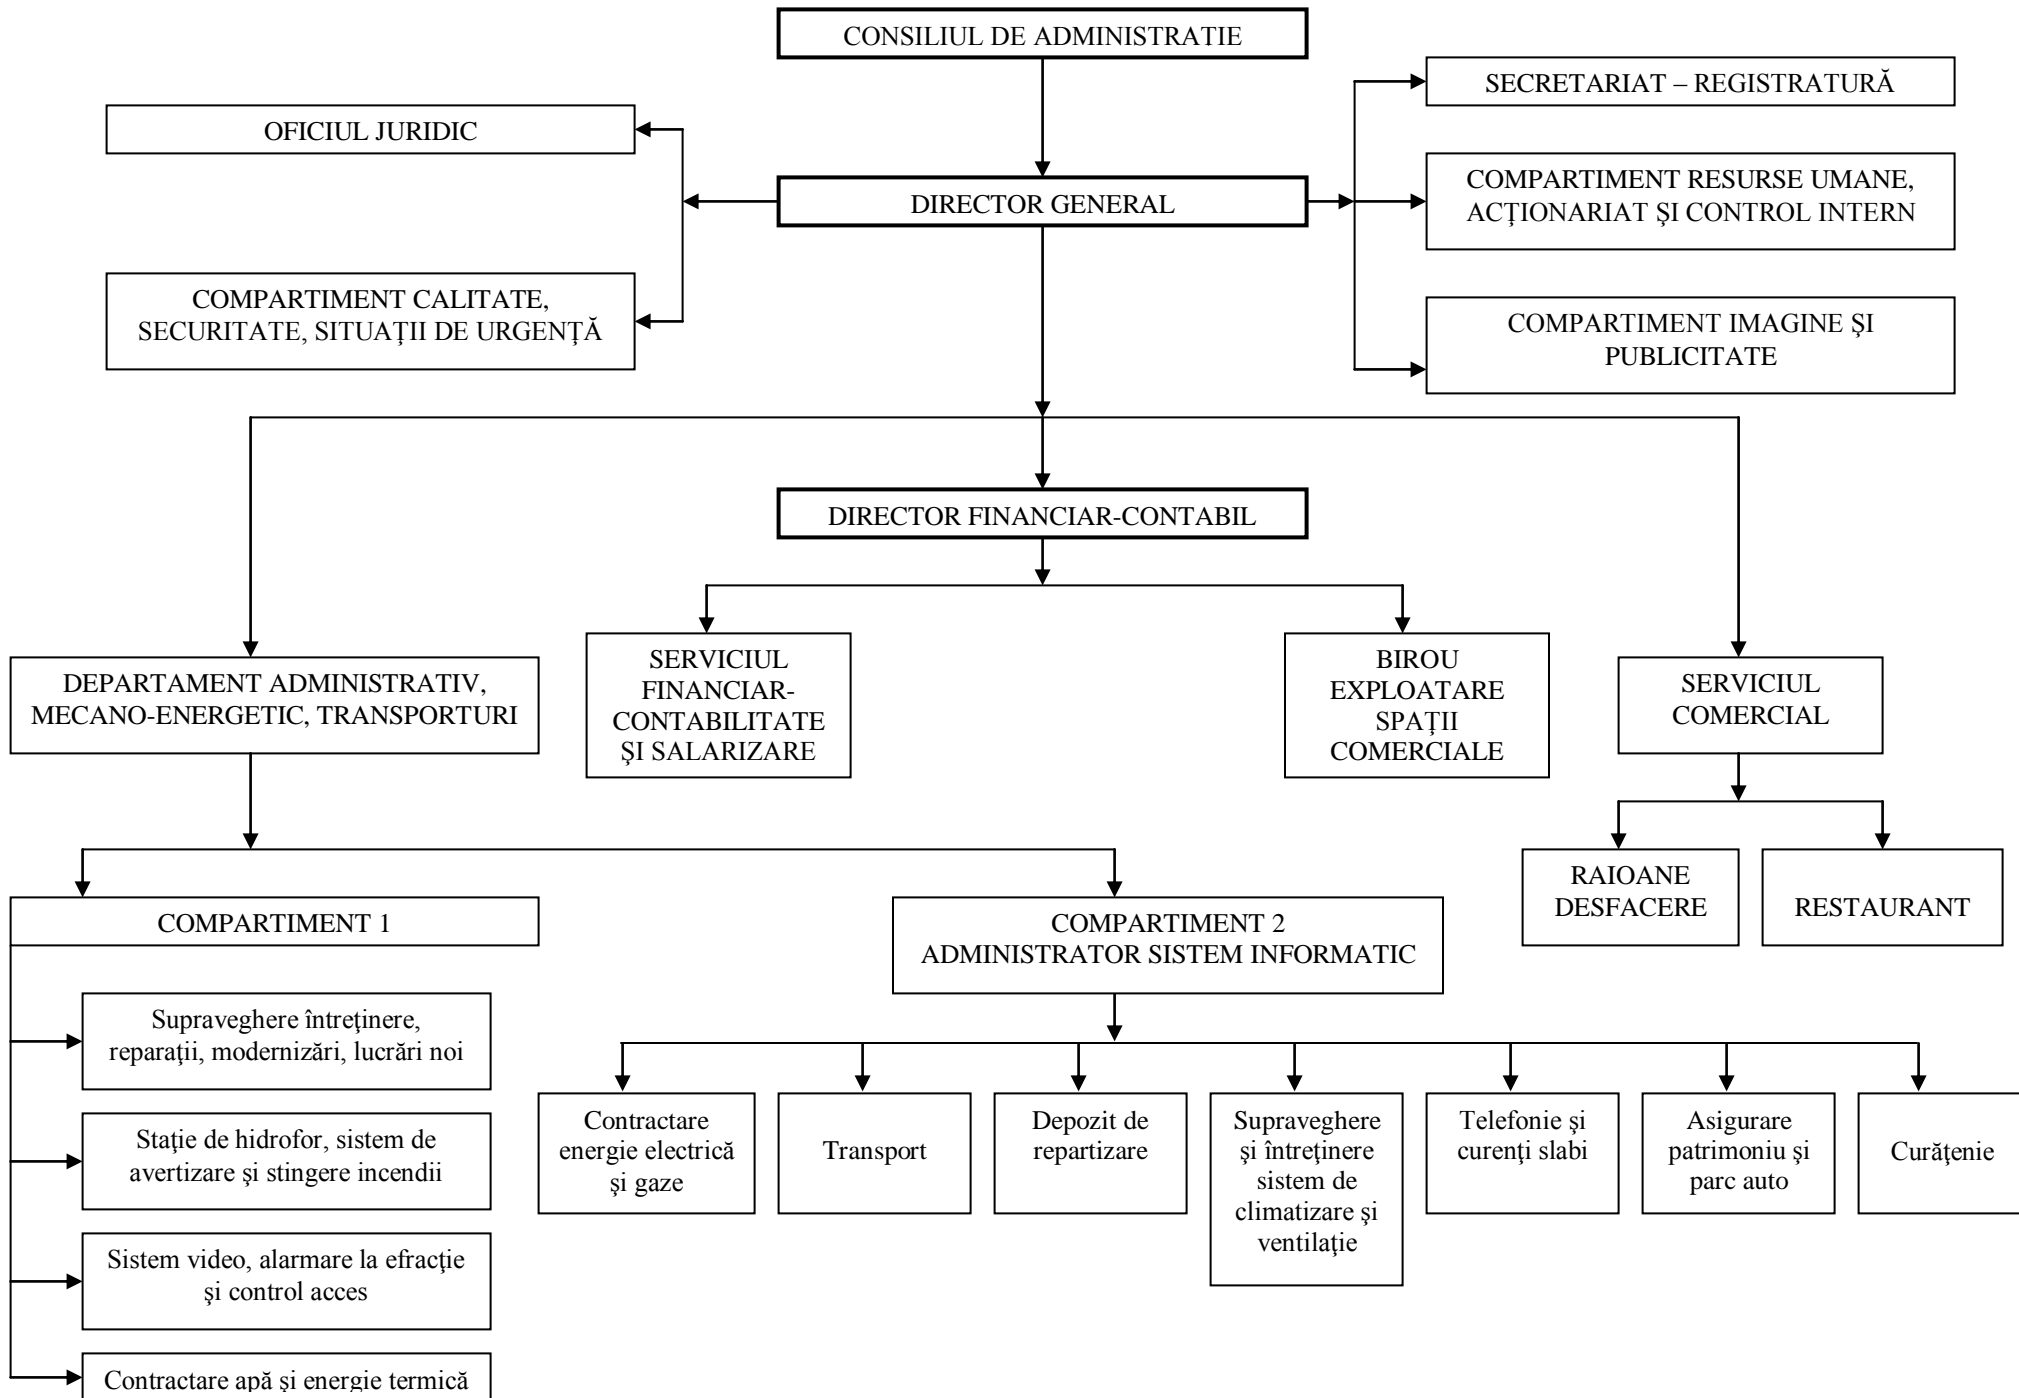 CONSILIUL DE ADMINISTRATIE
SECRETARIAT – REGISTRATURĂ
OFICIUL JURIDIC
COMPARTIMENT RESURSE UMANE,
ACŢIONARIAT ŞI CONTROL INTERN
DIRECTOR GENERAL
COMPARTIMENT CALITATE,
SECURITATE, SITUAŢII DE URGENŢĂ
COMPARTIMENT IMAGINE ŞI
PUBLICITATE
DIRECTOR FINANCIAR-CONTABIL
DEPARTAMENT ADMINISTRATIV,
MECANO-ENERGETIC, TRANSPORTURI
SERVICIUL
FINANCIAR-
CONTABILITATE
ŞI SALARIZARE
BIROU
EXPLOATARE
SPAŢII
COMERCIALE
SERVICIUL
COMERCIAL
RAIOANE
DESFACERE
RESTAURANT
COMPARTIMENT 1
COMPARTIMENT 2
ADMINISTRATOR SISTEM INFORMATIC
Supraveghere întreţinere,
reparaţii, modernizări, lucrări noi
Staţie de hidrofor, sistem de
avertizare şi stingere incendii
Sistem video, alarmare la efracţie
şi control acces
Contractare apă şi energie termică
Contractare
energie electrică
şi gaze
Transport
Depozit de
repartizare
Supraveghere
şi întreţinere
sistem de
climatizare şi
ventilaţie
Telefonie şi
curenţi slabi
Asigurare
patrimoniu şi
parc auto
Curăţenie